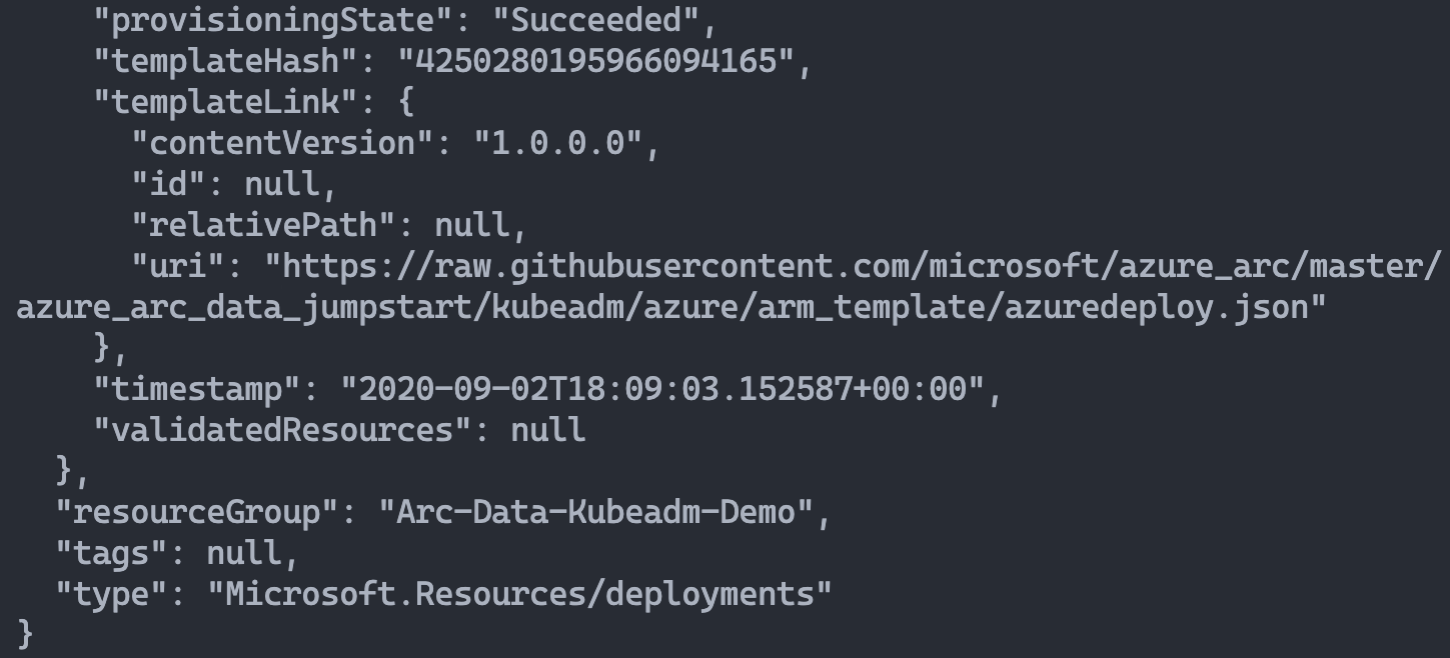 "provisioningState": "Succeeded",
"templateHash": "4250280195966094165",
"templateLink": {
"contentVersion": "1.0.0.0",
"id": null,
"relativePath": null,
"uri": "https://raw.githubusercontent.com/microsoft/azure_arc/master/
azure_arc_data_jumpstart/kubeadm/azure/arm_template/azuredeploy.json"
},
"timestamp": "2020-09-02T18:09:03.152587+00:00",
"validatedResources": null
},
"resourceGroup": "Arc-Data-Kubeadm-Demo",
"tags": null,
"type": "Microsoft.Resources/deployments"
}